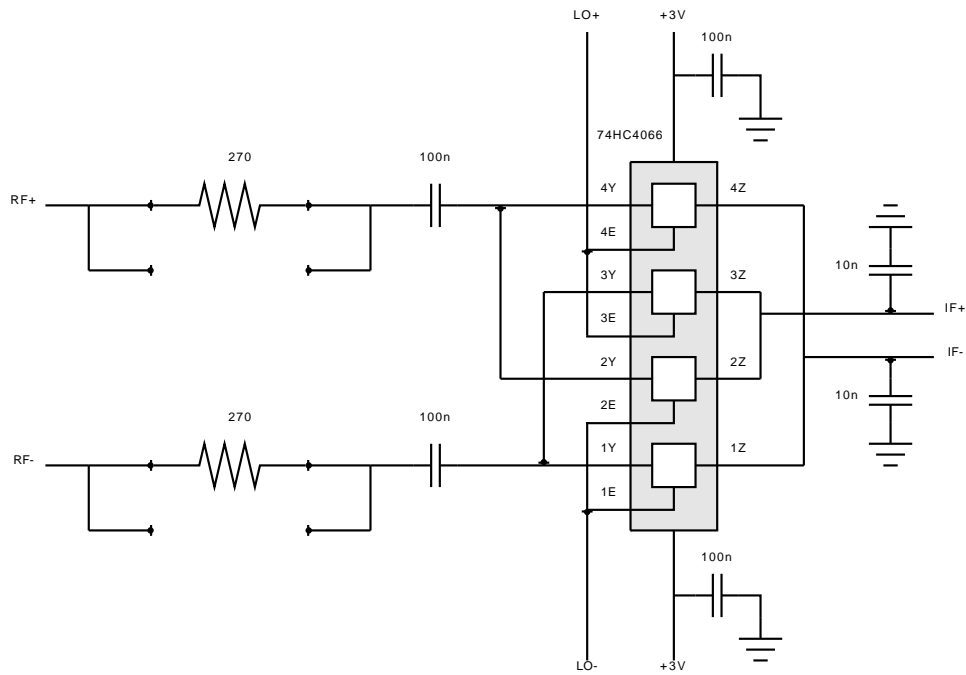 LO+
+3V
100n
74HC4066
270
100n
4Y
4Z
RF+
4E
3Y
3Z
10n
3E
IF+
2Y
2Z
IF-
10n
2E
270
100n
1Y
1Z
RF-
1E
100n
LO-
+3V